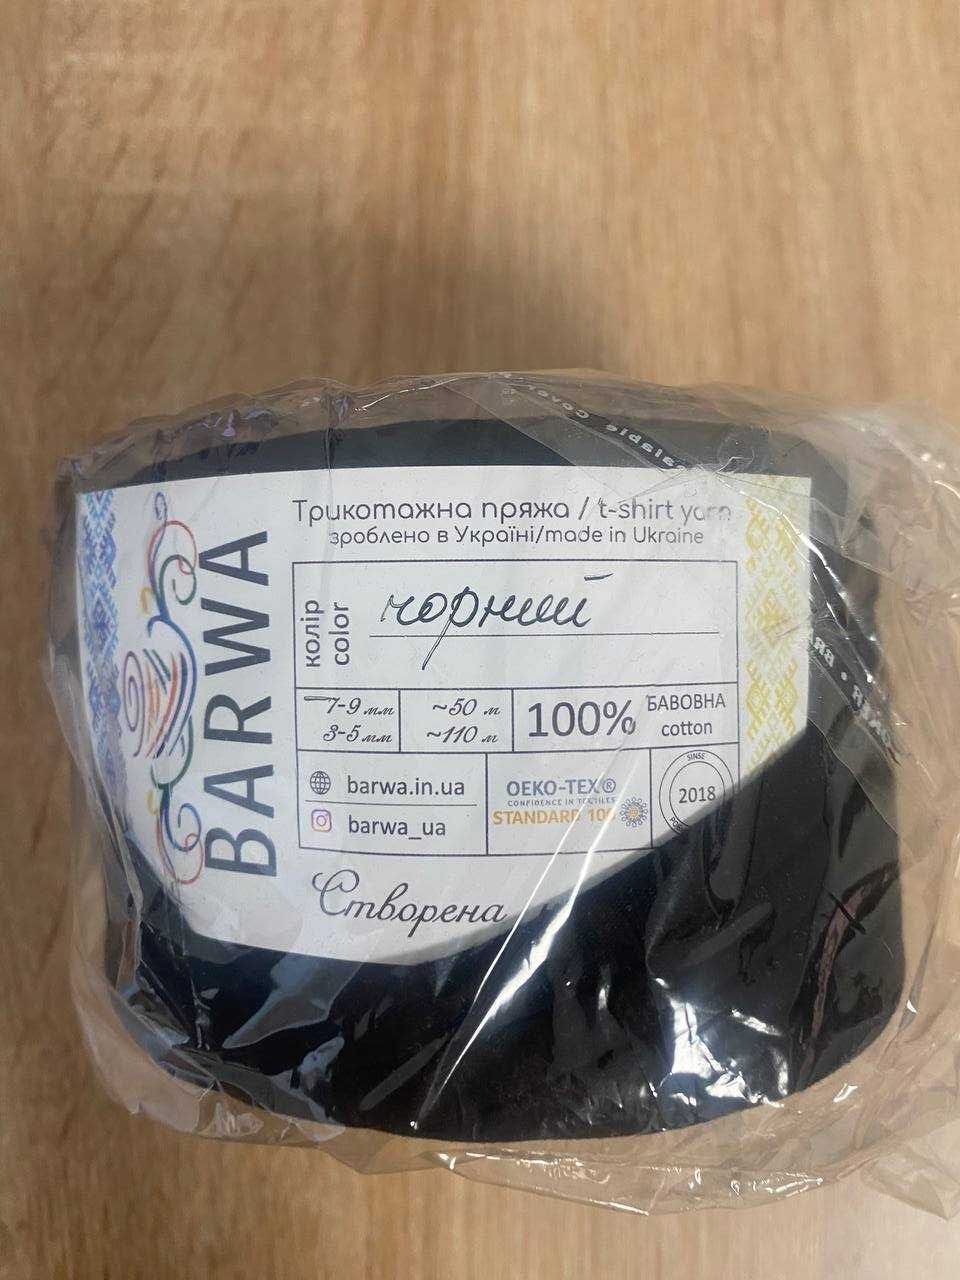 BARWA
Трикотажна пряжа / t-shirt yarn
зроблено в Україні/made in Ukraine
колір
color
чорний
7-9 мм
3-5 мм
~50 м
~110 м
100%
БАВОВНА
cotton
barwa.in.ua
barwa_ua
OEKO-TEX®
CONFIDENCE IN TEXTILES
STANDARD 100
SINSE
2018
Створена